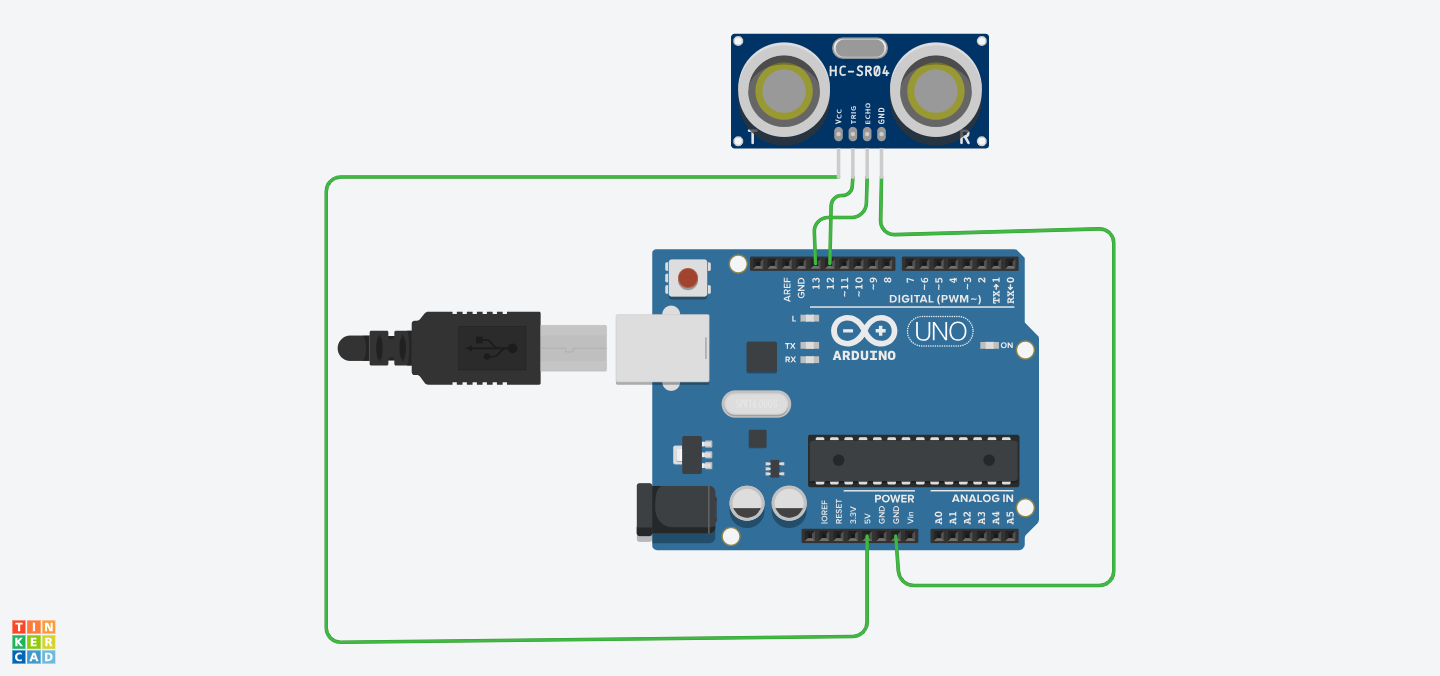 HC-SR04
VCC
TRIG
ECHO
GND
T
R
AREF
GND
13
12
~11
~10
~9
8
7
~6
~5
4
~3
2
TX→1
RX←0
DIGITAL (PWM~)
L
TX
RX
ARDUINO
UNO
ON
POWER
ANALOG IN
IOREF
RESET
3.3V
5V
GND
GND
Vin
A0
A1
A2
A3
A4
A5
TIN
KER
CAD